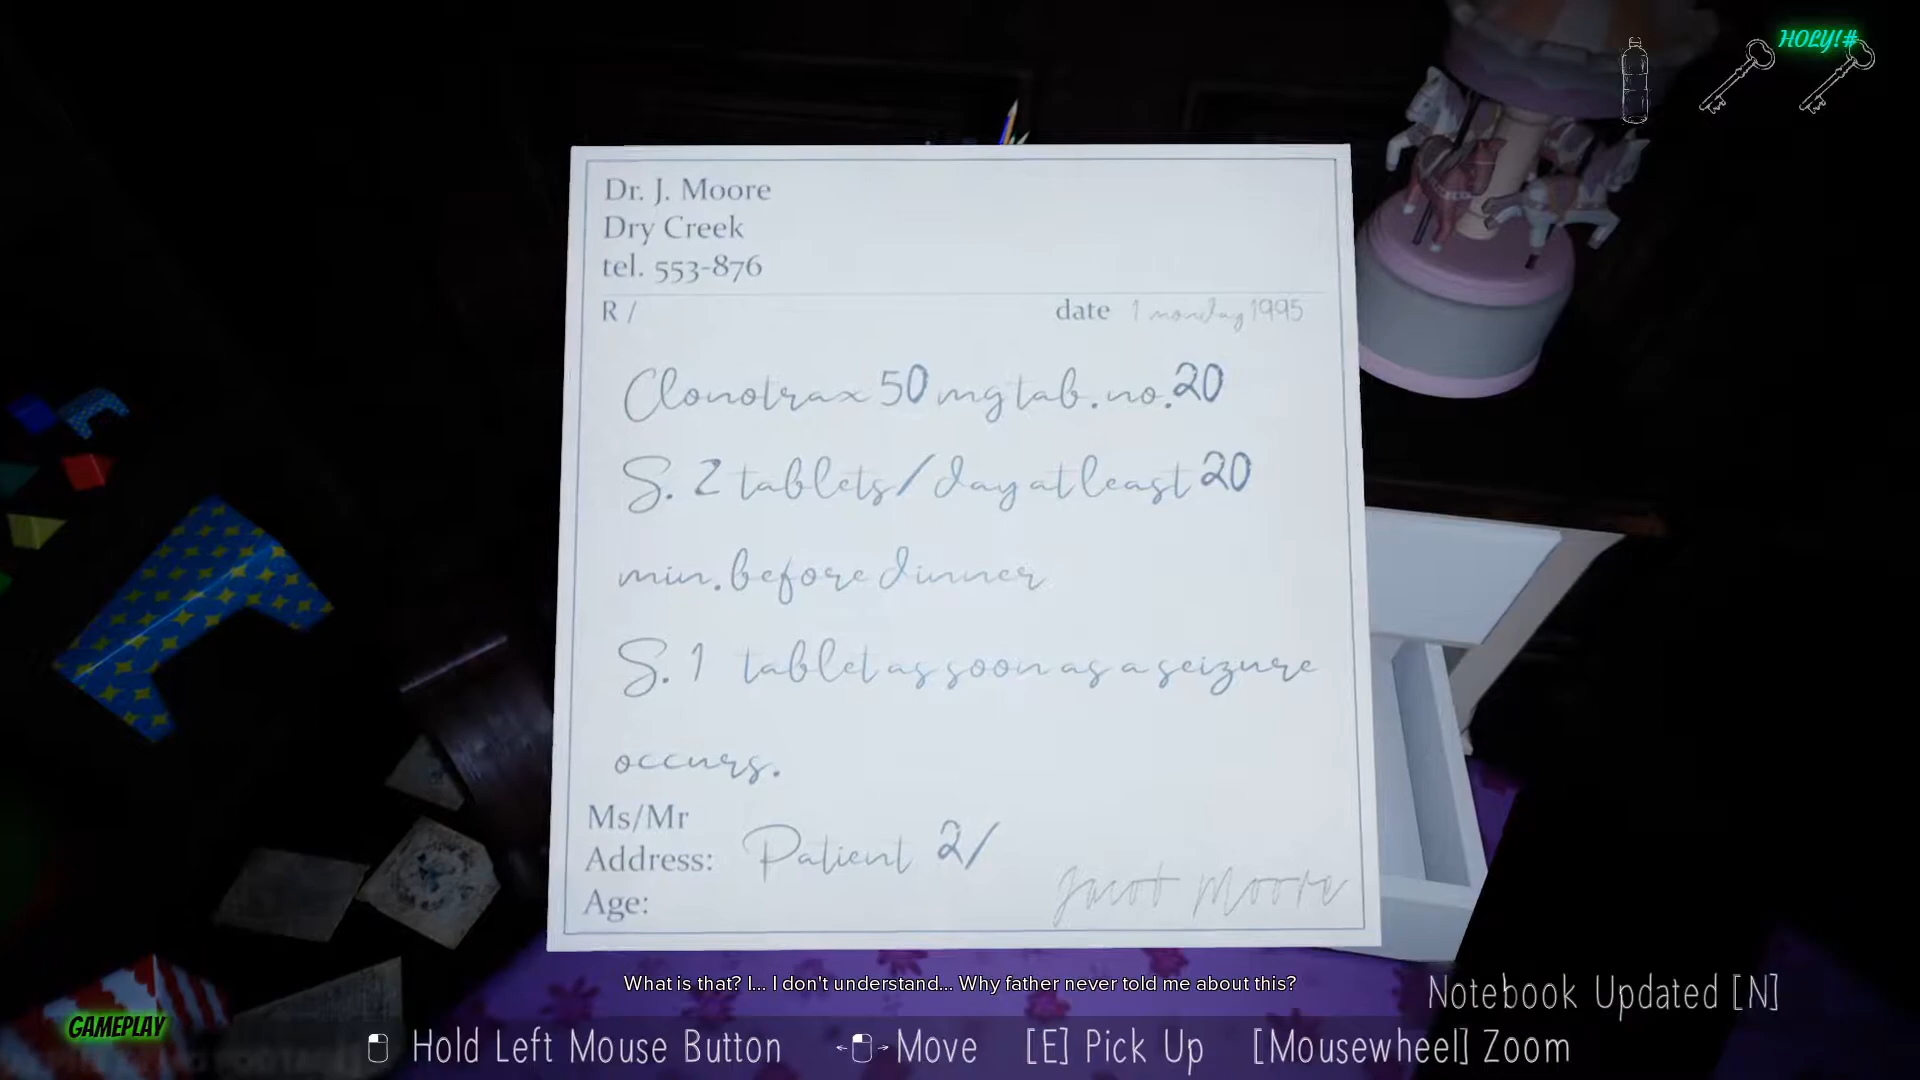 HOLY!#
Dr. J. Moore
Dry Creek
tel. 553-876
R / date 1 monday 1995
Clonotrax 50 mg tab. no. 20
S. 2 tablets/day at least 20
min. before dinner
S. 1 tablet as soon as a seizure
occurs.
Ms/Mr
Address: Patient 2/
Age:
Jacob Moore
What is that? I... I don't understand... Why father never told me about this?
Notebook Updated [N]
GAMEPLAY
Hold Left Mouse Button Move [E] Pick Up [Mousewheel] Zoom